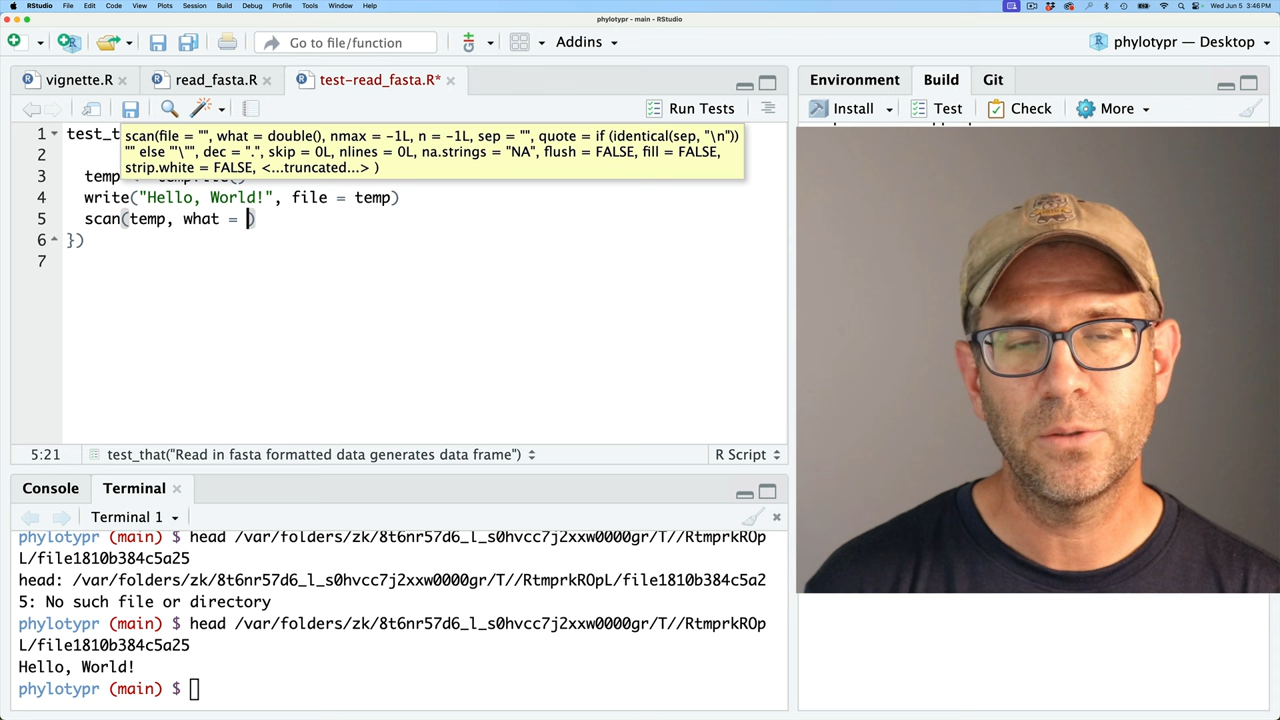 RStudio File Edit Code View Plots Session Build Debug Profile Tools Window Help Wed Jun 5 3:46 PM
phylotypr - main - RStudio
Go to file/function Addins phylotypr — Desktop
vignette.R read_fasta.R test-read_fasta.R*
Environment Build Git
Run Tests
Install Test Check More
1 test_t
scan(file = "", what = double(), nmax = -1L, n = -1L, sep = "", quote = if (identical(sep, "\n"))
"" else "'\"", dec = ".", skip = 0L, nlines = 0L, na.strings = "NA", flush = FALSE, fill = FALSE,
strip.white = FALSE, <...truncated...> )
2
3
4 write("Hello, World!", file = temp)
5 scan(temp, what = )
6 })
7
5:21 test_that("Read in fasta formatted data generates data frame") R Script
Console Terminal
Terminal 1
phylotypr (main) $ head /var/folders/zk/8t6nr57d6_l_s0hvcc7j2xxw0000gr/T//RtmprkROp
L/file1810b384c5a25
head: /var/folders/zk/8t6nr57d6_l_s0hvcc7j2xxw0000gr/T//RtmprkROpL/file1810b384c5a2
5: No such file or directory
phylotypr (main) $ head /var/folders/zk/8t6nr57d6_l_s0hvcc7j2xxw0000gr/T//RtmprkROp
L/file1810b384c5a25
Hello, World!
phylotypr (main) $